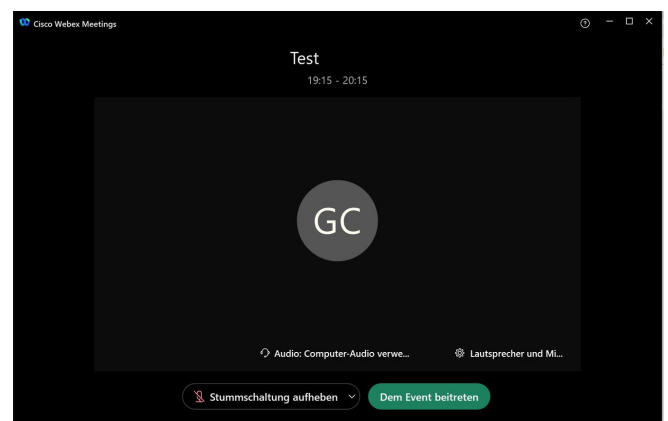 Cisco Webex Meetings
Test
19:15 - 20:15
GC
Audio: Computer-Audio verwe... Lautsprecher und Mi...
Stummschaltung aufheben Dem Event beitreten